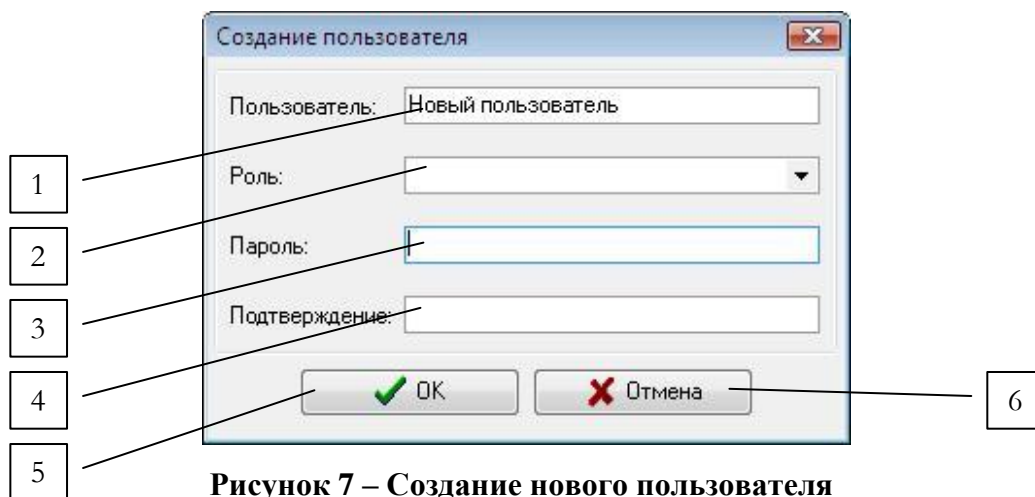 Создание пользователя
Пользователь: Новый пользователь
1
Роль:
2
Пароль:
3
Подтверждение:
4
OK
Отмена
6
5
Рисунок 7 – Создание нового пользователя